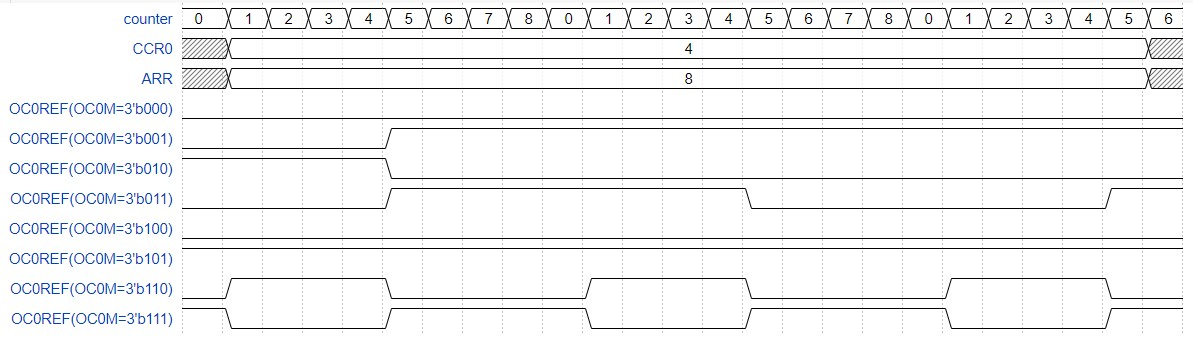 counter 0 1 2 3 4 5 6 7 8 0 1 2 3 4 5 6 7 8 0 1 2 3 4 5 6
CCR0 4
ARR 8
OC0REF(OC0M=3'b000)
OC0REF(OC0M=3'b001)
OC0REF(OC0M=3'b010)
OC0REF(OC0M=3'b011)
OC0REF(OC0M=3'b100)
OC0REF(OC0M=3'b101)
OC0REF(OC0M=3'b110)
OC0REF(OC0M=3'b111)